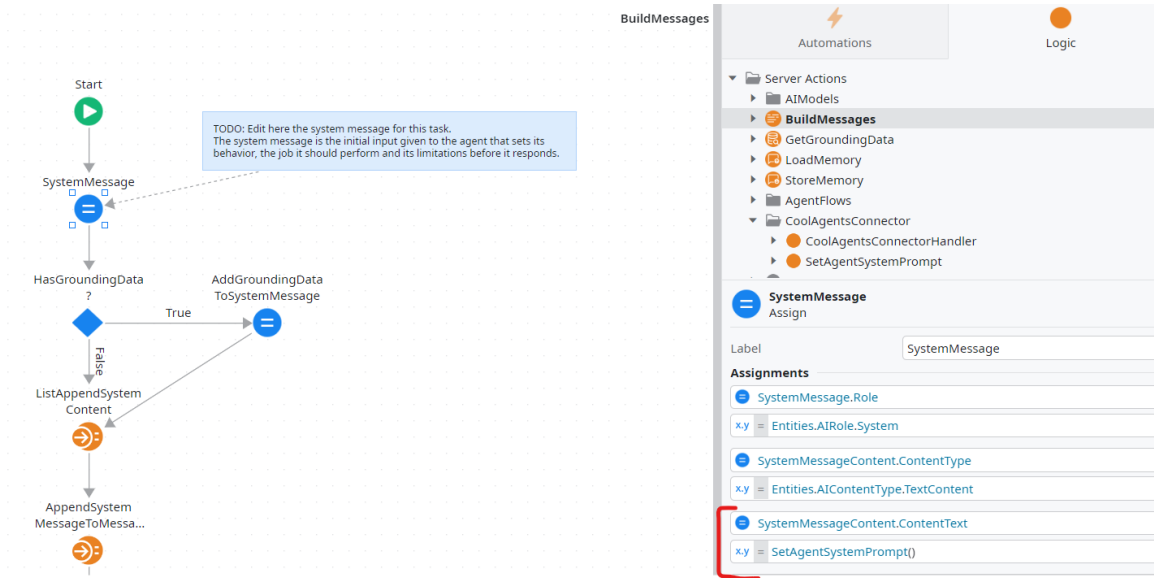 BuildMessages
Start
TODO: Edit here the system message for this task.
The system message is the initial input given to the agent that sets its
behavior, the job it should perform and its limitations before it responds.
SystemMessage
HasGroundingData
?
AddGroundingData
ToSystemMessage
True
False
ListAppendSystem
Content
AppendSystem
MessageToMessa...
Automations
Logic
Server Actions
AIModels
BuildMessages
GetGroundingData
LoadMemory
StoreMemory
AgentFlows
CoolAgentsConnector
CoolAgentsConnectorHandler
SetAgentSystemPrompt
SystemMessage
Assign
Label
SystemMessage
Assignments
SystemMessage.Role
x.y = Entities.AIRole.System
SystemMessageContent.ContentType
x.y = Entities.AIContentType.TextContent
SystemMessageContent.ContentText
x.y = SetAgentSystemPrompt()